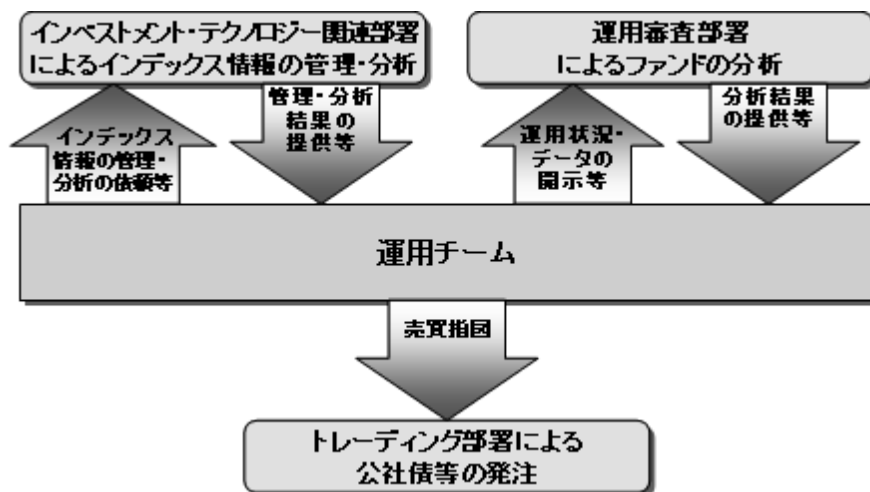 インベストメント・テクノロジー関連部署
によるインデックス情報の管理・分析
運用審査部署
によるファンドの分析
インデックス
情報の管理・
分析の依頼等
管理・分析
結果の
提供等
運用状況・
データの
開示等
分析結果
の提供等
運用チーム
売買指図
トレーディング部署による
公社債等の発注